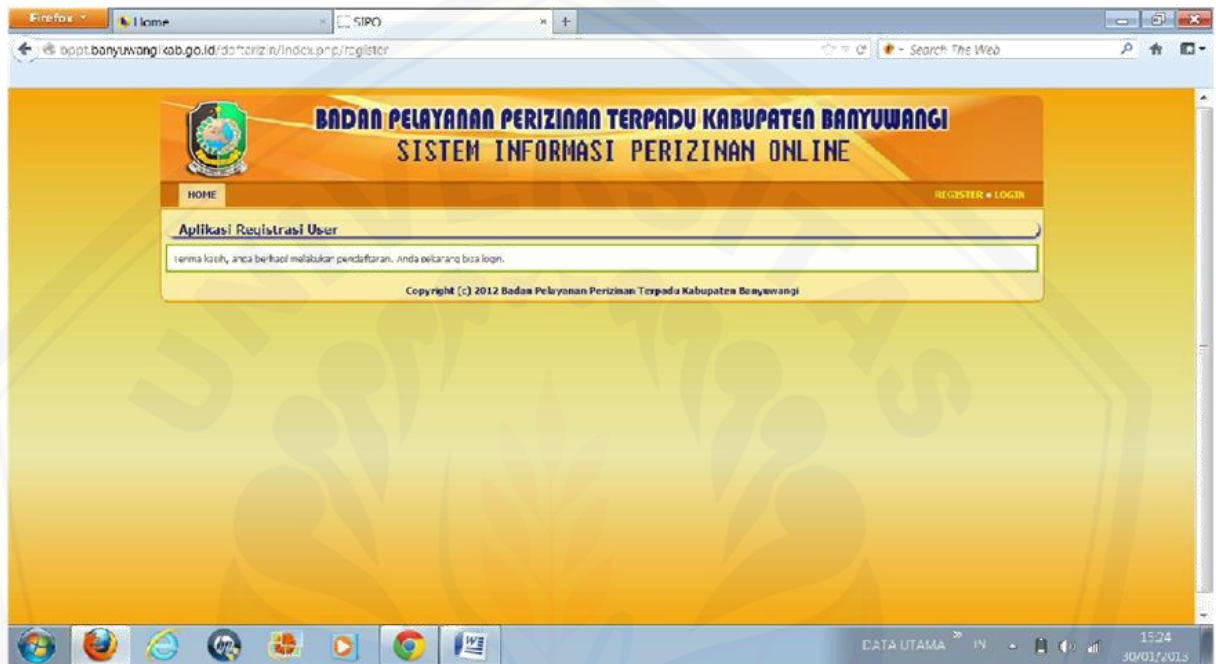 Firefox
Home
SIPO
bppt.banyuwangikab.go.id/daftarizin/index.php/register
Search The Web
BADAN PELAYANAN PERIZINAN TERPADU KABUPATEN BANYUWANGI
SISTEM INFORMASI PERIZINAN ONLINE
HOME
REGISTER • LOGIN
Aplikasi Registrasi User
Terima kasih, anda berhasil melakukan pendaftaran. Anda sekarang bisa login.
Copyright (c) 2012 Badan Pelayanan Perizinan Terpadu Kabupaten Banyuwangi
UNIVERSITAS
DATA UTAMA
IN
15:24
30/01/2013